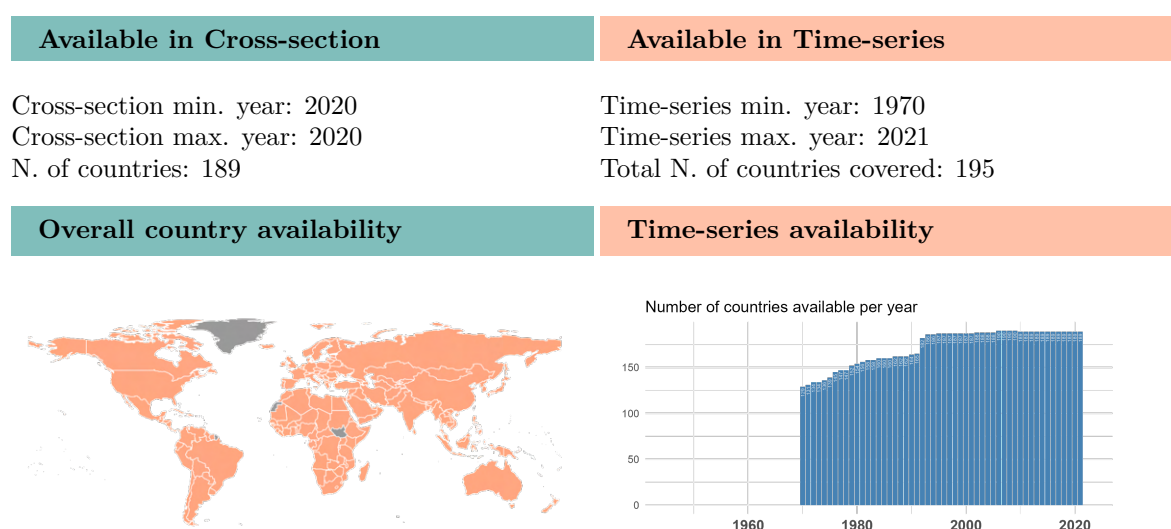 Available in Cross-section
Available in Time-series
Cross-section min. year: 2020
Cross-section max. year: 2020
N. of countries: 189
Time-series min. year: 1970
Time-series max. year: 2021
Total N. of countries covered: 195
Overall country availability
Time-series availability
Number of countries available per year
150
100
50
0
1960
1980
2000
2020